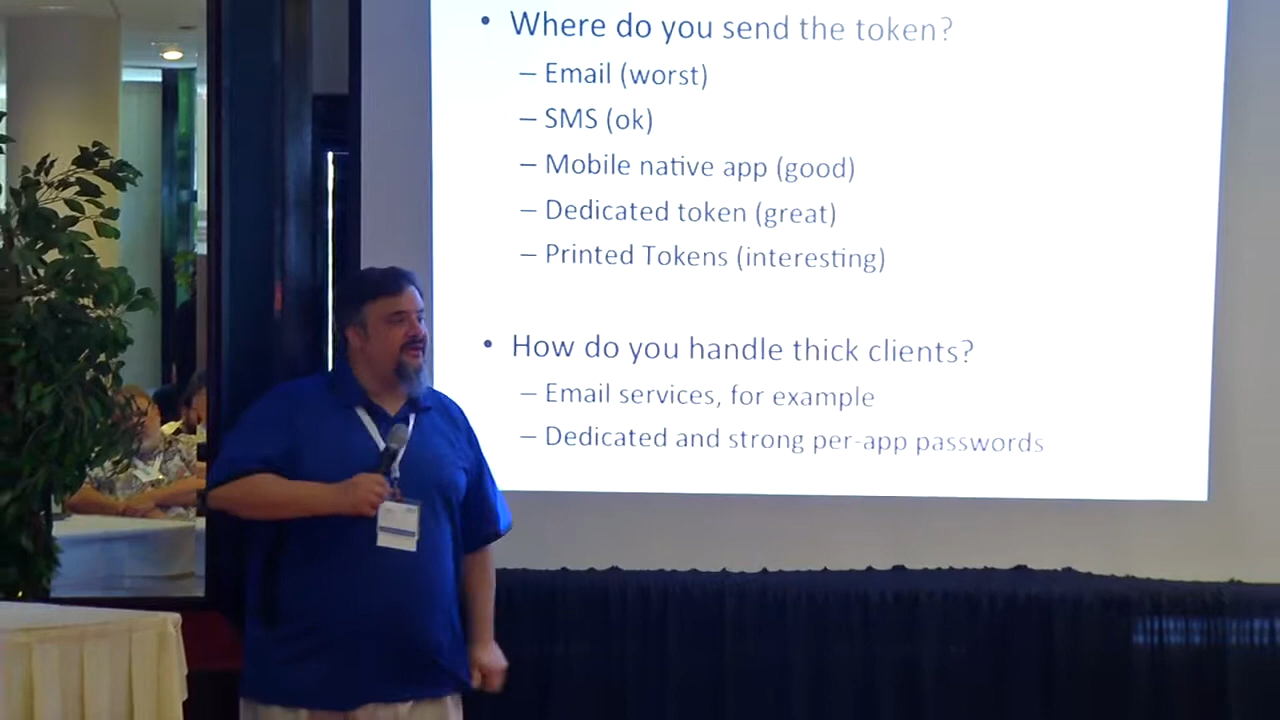 • Where do you send the token?
– Email (worst)
– SMS (ok)
– Mobile native app (good)
– Dedicated token (great)
– Printed Tokens (interesting)
• How do you handle thick clients?
– Email services, for example
– Dedicated and strong per-app passwords